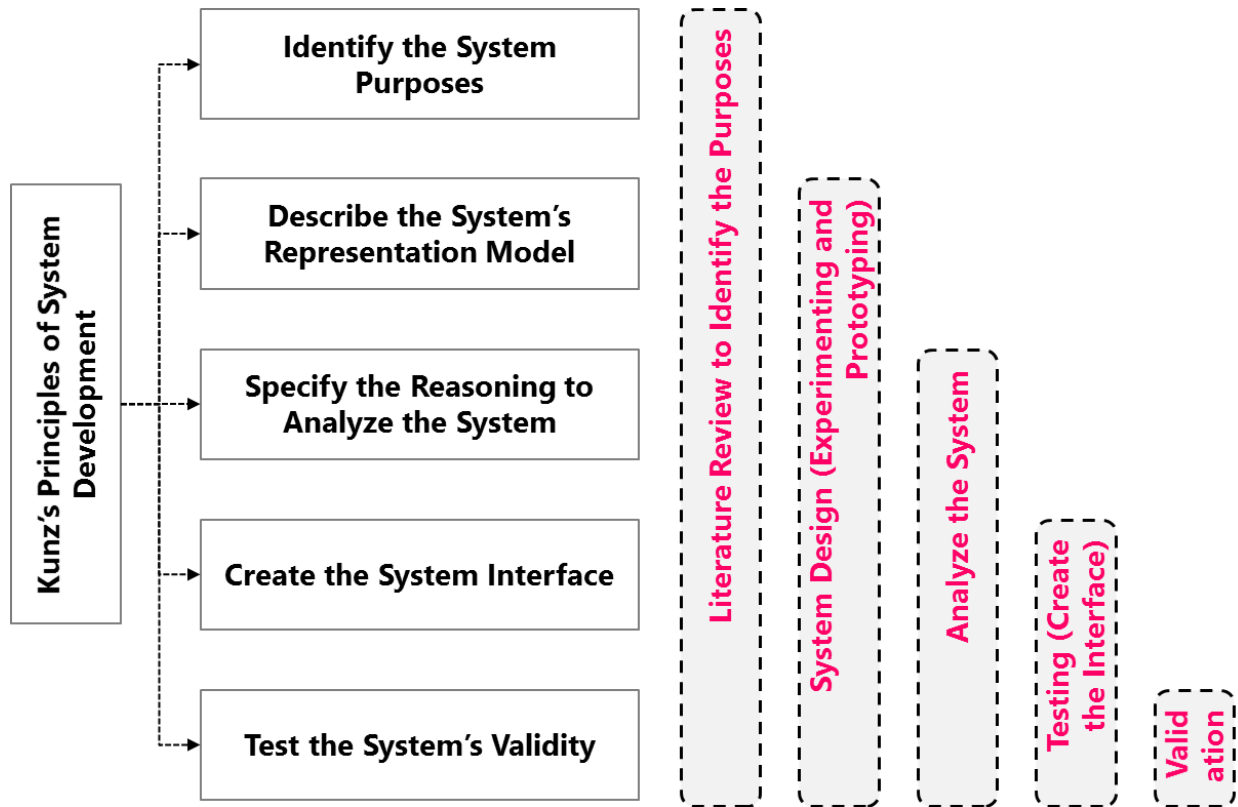 Kunz's Principles of System
Development
Identify the System
Purposes
Describe the System's
Representation Model
Specify the Reasoning to
Analyze the System
Create the System Interface
Test the System's Validity
Literature Review to Identify the Purposes
System Design (Experimenting and
Prototyping)
Analyze the System
Testing (Create
the Interface)
Valid
ation